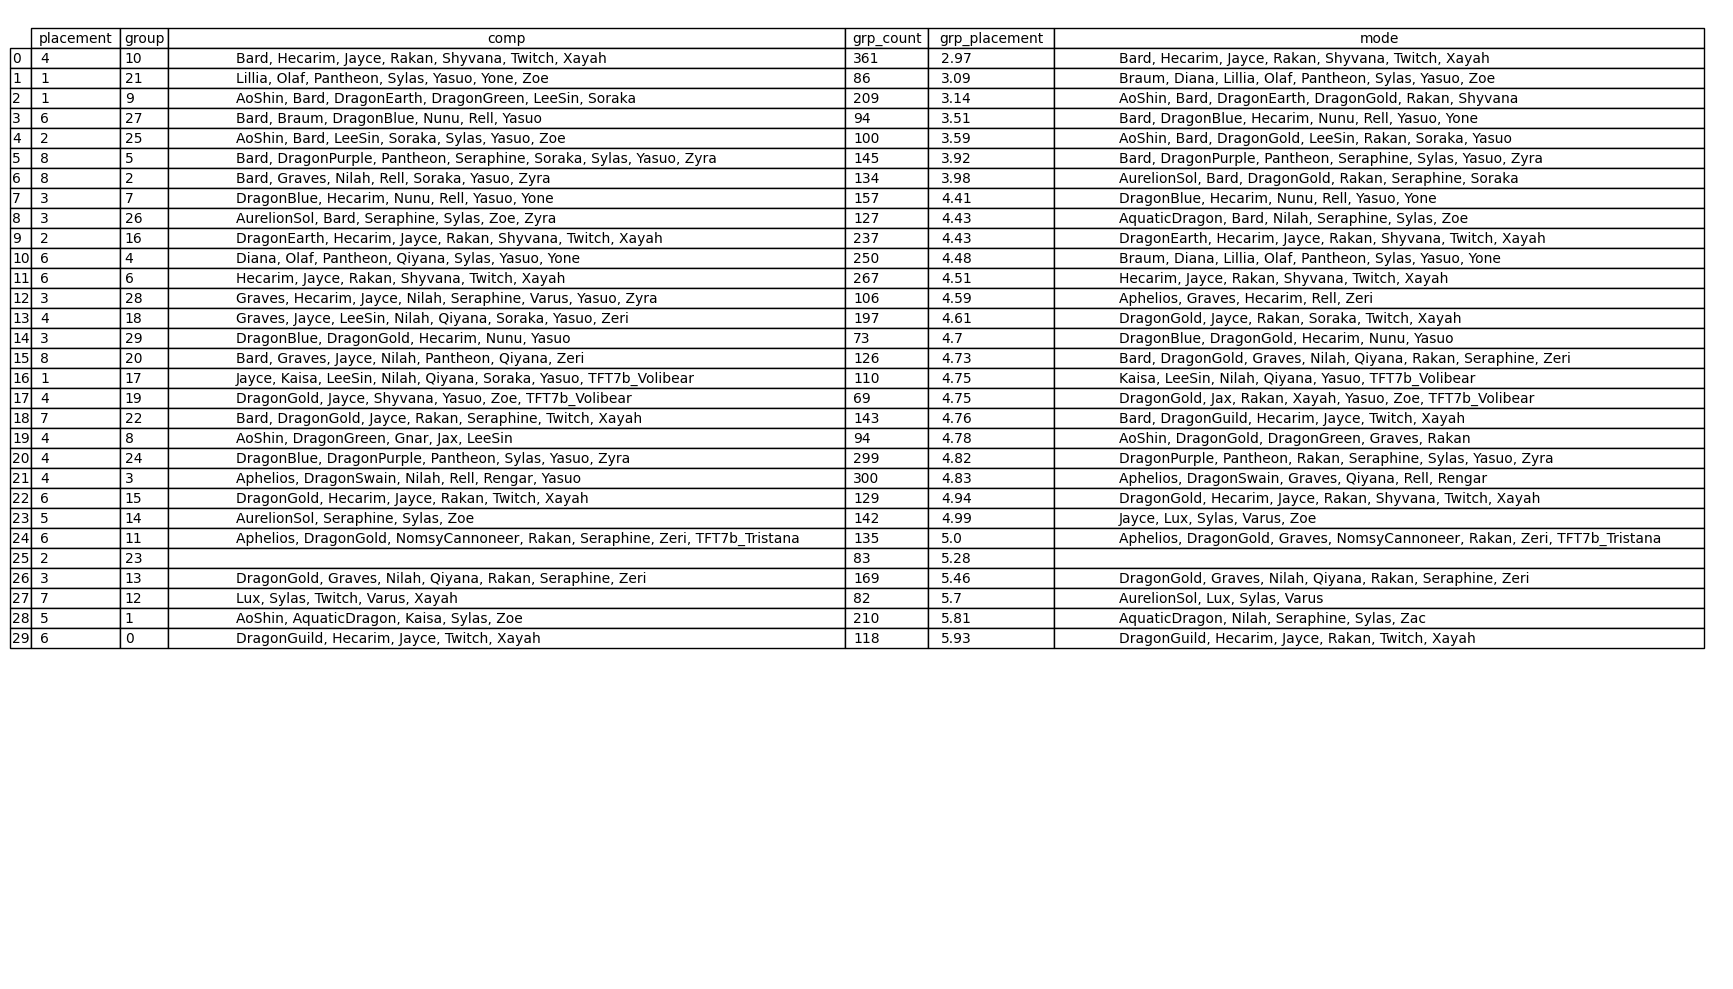 placement group comp grp_count grp_placement mode
0 4 10 Bard, Hecarim, Jayce, Rakan, Shyvana, Twitch, Xayah 361 2.97 Bard, Hecarim, Jayce, Rakan, Shyvana, Twitch, Xayah
1 1 21 Lillia, Olaf, Pantheon, Sylas, Yasuo, Yone, Zoe 86 3.09 Braum, Diana, Lillia, Olaf, Pantheon, Sylas, Yasuo, Zoe
2 1 9 AoShin, Bard, DragonEarth, DragonGreen, LeeSin, Soraka 209 3.14 AoShin, Bard, DragonEarth, DragonGold, Rakan, Shyvana
3 6 27 Bard, Braum, DragonBlue, Nunu, Rell, Yasuo 94 3.51 Bard, DragonBlue, Hecarim, Nunu, Rell, Yasuo, Yone
4 2 25 AoShin, Bard, LeeSin, Soraka, Sylas, Yasuo, Zoe 100 3.59 AoShin, Bard, DragonGold, LeeSin, Rakan, Soraka, Yasuo
5 8 5 Bard, DragonPurple, Pantheon, Seraphine, Soraka, Sylas, Yasuo, Zyra 145 3.92 Bard, DragonPurple, Pantheon, Seraphine, Sylas, Yasuo, Zyra
6 8 2 Bard, Graves, Nilah, Rell, Soraka, Yasuo, Zyra 134 3.98 AurelionSol, Bard, DragonGold, Rakan, Seraphine, Soraka
7 3 7 DragonBlue, Hecarim, Nunu, Rell, Yasuo, Yone 157 4.41 DragonBlue, Hecarim, Nunu, Rell, Yasuo, Yone
8 3 26 AurelionSol, Bard, Seraphine, Sylas, Zoe, Zyra 127 4.43 AquaticDragon, Bard, Nilah, Seraphine, Sylas, Zoe
9 2 16 DragonEarth, Hecarim, Jayce, Rakan, Shyvana, Twitch, Xayah 237 4.43 DragonEarth, Hecarim, Jayce, Rakan, Shyvana, Twitch, Xayah
10 6 4 Diana, Olaf, Pantheon, Qiyana, Sylas, Yasuo, Yone 250 4.48 Braum, Diana, Lillia, Olaf, Pantheon, Sylas, Yasuo, Yone
11 6 6 Hecarim, Jayce, Rakan, Shyvana, Twitch, Xayah 267 4.51 Hecarim, Jayce, Rakan, Shyvana, Twitch, Xayah
12 3 28 Graves, Hecarim, Jayce, Nilah, Seraphine, Varus, Yasuo, Zyra 106 4.59 Aphelios, Graves, Hecarim, Rell, Zeri
13 4 18 Graves, Jayce, LeeSin, Nilah, Qiyana, Soraka, Yasuo, Zeri 197 4.61 DragonGold, Jayce, Rakan, Soraka, Twitch, Xayah
14 3 29 DragonBlue, DragonGold, Hecarim, Nunu, Yasuo 73 4.7 DragonBlue, DragonGold, Hecarim, Nunu, Yasuo
15 8 20 Bard, Graves, Jayce, Nilah, Pantheon, Qiyana, Zeri 126 4.73 Bard, DragonGold, Graves, Nilah, Qiyana, Rakan, Seraphine, Zeri
16 1 17 Jayce, Kaisa, LeeSin, Nilah, Qiyana, Soraka, Yasuo, TFT7b_Volibear 110 4.75 Kaisa, LeeSin, Nilah, Qiyana, Yasuo, TFT7b_Volibear
17 4 19 DragonGold, Jayce, Shyvana, Yasuo, Zoe, TFT7b_Volibear 69 4.75 DragonGold, Jax, Rakan, Xayah, Yasuo, Zoe, TFT7b_Volibear
18 7 22 Bard, DragonGold, Jayce, Rakan, Seraphine, Twitch, Xayah 143 4.76 Bard, DragonGuild, Hecarim, Jayce, Twitch, Xayah
19 4 8 AoShin, DragonGreen, Gnar, Jax, LeeSin 94 4.78 AoShin, DragonGold, DragonGreen, Graves, Rakan
20 4 24 DragonBlue, DragonPurple, Pantheon, Sylas, Yasuo, Zyra 299 4.82 DragonPurple, Pantheon, Rakan, Seraphine, Sylas, Yasuo, Zyra
21 4 3 Aphelios, DragonSwain, Nilah, Rell, Rengar, Yasuo 300 4.83 Aphelios, DragonSwain, Graves, Qiyana, Rell, Rengar
22 6 15 DragonGold, Hecarim, Jayce, Rakan, Twitch, Xayah 129 4.94 DragonGold, Hecarim, Jayce, Rakan, Shyvana, Twitch, Xayah
23 5 14 AurelionSol, Seraphine, Sylas, Zoe 142 4.99 Jayce, Lux, Sylas, Varus, Zoe
24 6 11 Aphelios, DragonGold, NomsyCannoneer, Rakan, Seraphine, Zeri, TFT7b_Tristana 135 5.0 Aphelios, DragonGold, Graves, NomsyCannoneer, Rakan, Zeri, TFT7b_Tristana
25 2 23 83 5.28
26 3 13 DragonGold, Graves, Nilah, Qiyana, Rakan, Seraphine, Zeri 169 5.46 DragonGold, Graves, Nilah, Qiyana, Rakan, Seraphine, Zeri
27 7 12 Lux, Sylas, Twitch, Varus, Xayah 82 5.7 AurelionSol, Lux, Sylas, Varus
28 5 1 AoShin, AquaticDragon, Kaisa, Sylas, Zoe 210 5.81 AquaticDragon, Nilah, Seraphine, Sylas, Zac
29 6 0 DragonGuild, Hecarim, Jayce, Twitch, Xayah 118 5.93 DragonGuild, Hecarim, Jayce, Rakan, Twitch, Xayah